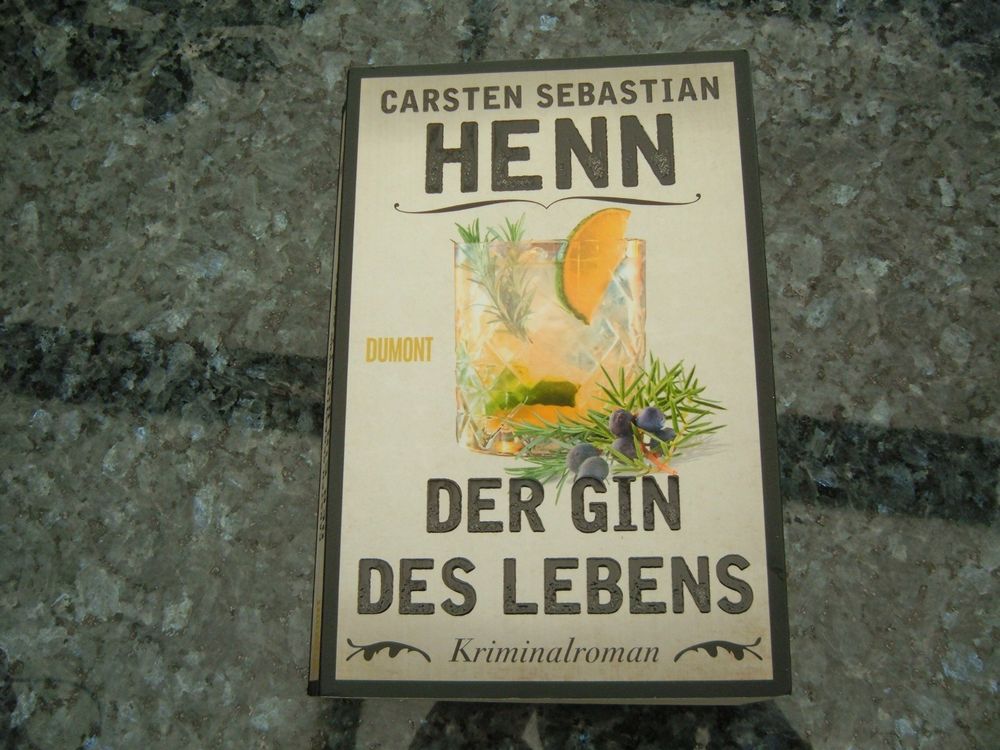 CARSTEN SEBASTIAN
HENN
DUMONT
DER GIN
DES LEBENS
Kriminalroman